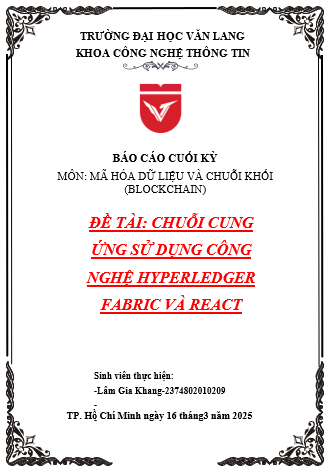 TRƯỜNG ĐẠI HỌC VĂN LANG
KHOA CÔNG NGHỆ THÔNG TIN
BÁO CÁO CUỐI KỲ
MÔN: MÃ HÓA DỮ LIỆU VÀ CHUỖI KHỐI
(BLOCKCHAIN)
ĐỀ TÀI: CHUỖI CUNG
ỨNG SỬ DỤNG CÔNG
NGHỆ HYPERLEDGER
FABRIC VÀ REACT
Sinh viên thực hiện:
-Lâm Gia Khang-2374802010209
-
TP. Hồ Chí Minh ngày 16 tháng3 năm 2025